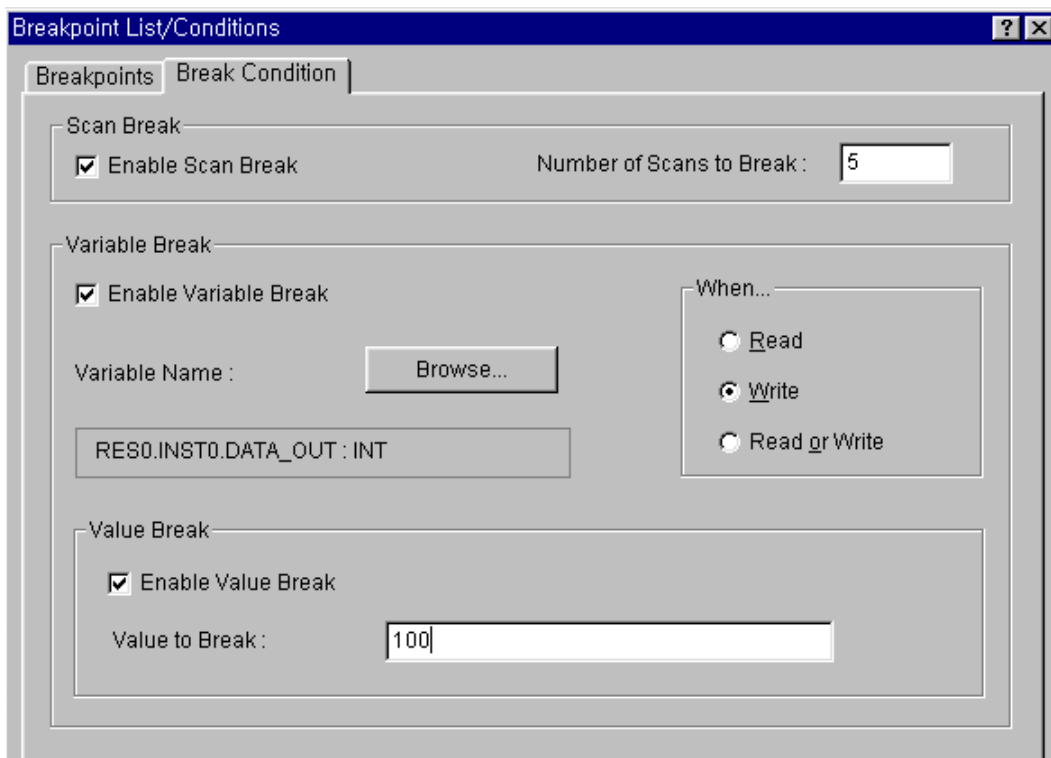 Breakpoint List/Conditions
Breakpoints Break Condition
Scan Break
Enable Scan Break Number of Scans to Break : 5
Variable Break
Enable Variable Break
When...
Read
Variable Name : Browse...
Write
RES0.INST0.DATA_OUT : INT
Read or Write
Value Break
Enable Value Break
Value to Break : 100